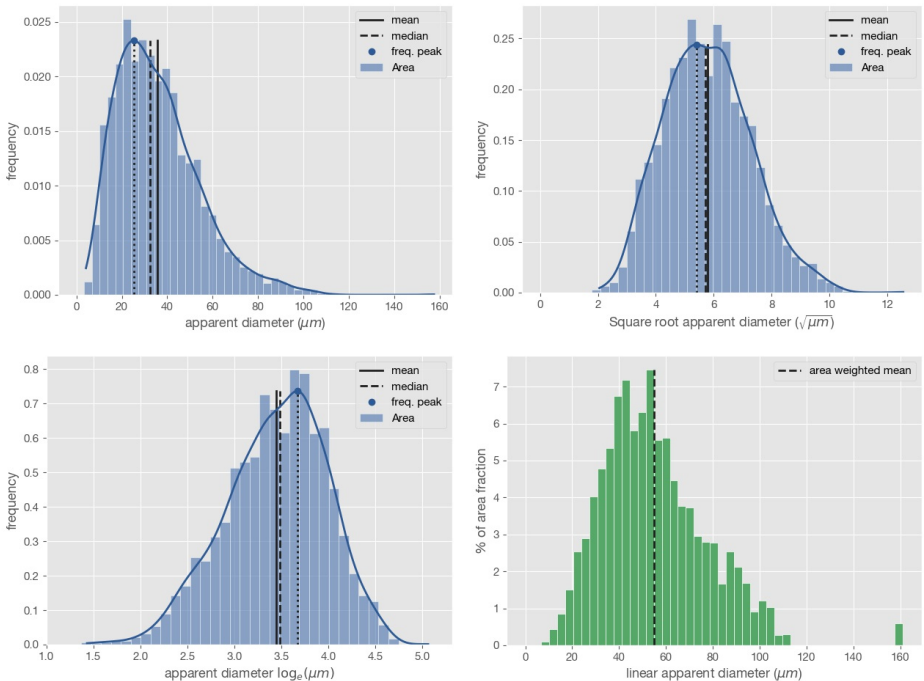 0.025
0.020
0.015
0.010
0.005
0.000
frequency
0 20 40 60 80 100 120 140 160
apparent diameter (μm)
mean
median
freq. peak
Area
0.25
0.20
0.15
0.10
0.05
0.00
frequency
0 2 4 6 8 10 12
Square root apparent diameter (√μm)
mean
median
freq. peak
Area
0.8
0.7
0.6
0.5
0.4
0.3
0.2
0.1
0.0
frequency
1.0 1.5 2.0 2.5 3.0 3.5 4.0 4.5 5.0
apparent diameter logₑ(μm)
mean
median
freq. peak
Area
7
6
5
4
3
2
1
0
% of area fraction
0 20 40 60 80 100 120 140 160
linear apparent diameter (μm)
area weighted mean